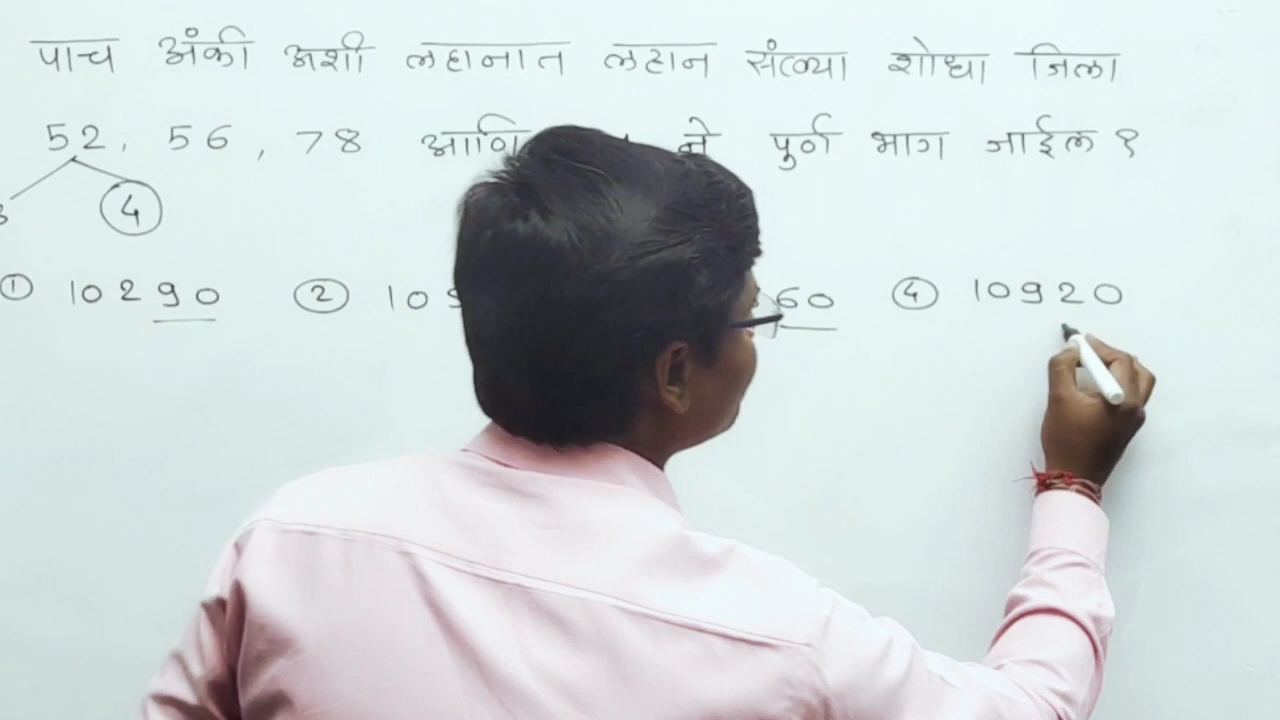 पाच अंकी अशी लहानात लहान संख्या शोधा जिला
52, 56, 78 आणि ने पुर्ण भाग जाईल ?
4
① 10290 ② 10 60 ④ 10920